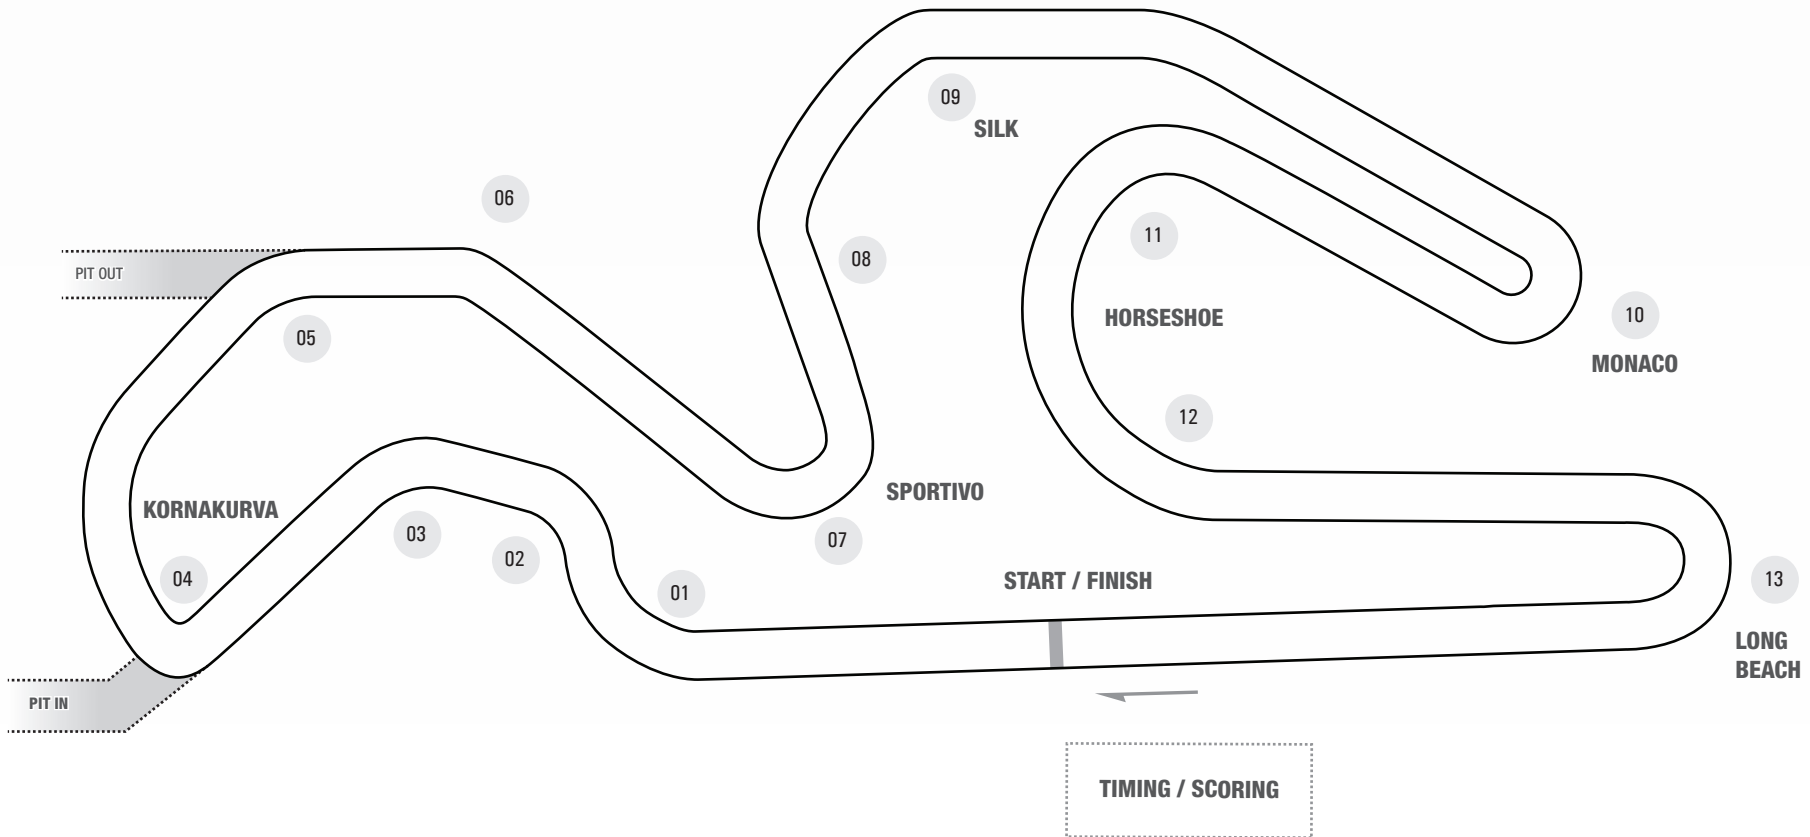 09
SILK
06
11
08
PIT OUT
HORSESHOE
10
05
MONACO
12
SPORTIVO
KORNAKURVA
03
07
02
04
START / FINISH
13
01
LONG
BEACH
PIT IN
TIMING / SCORING